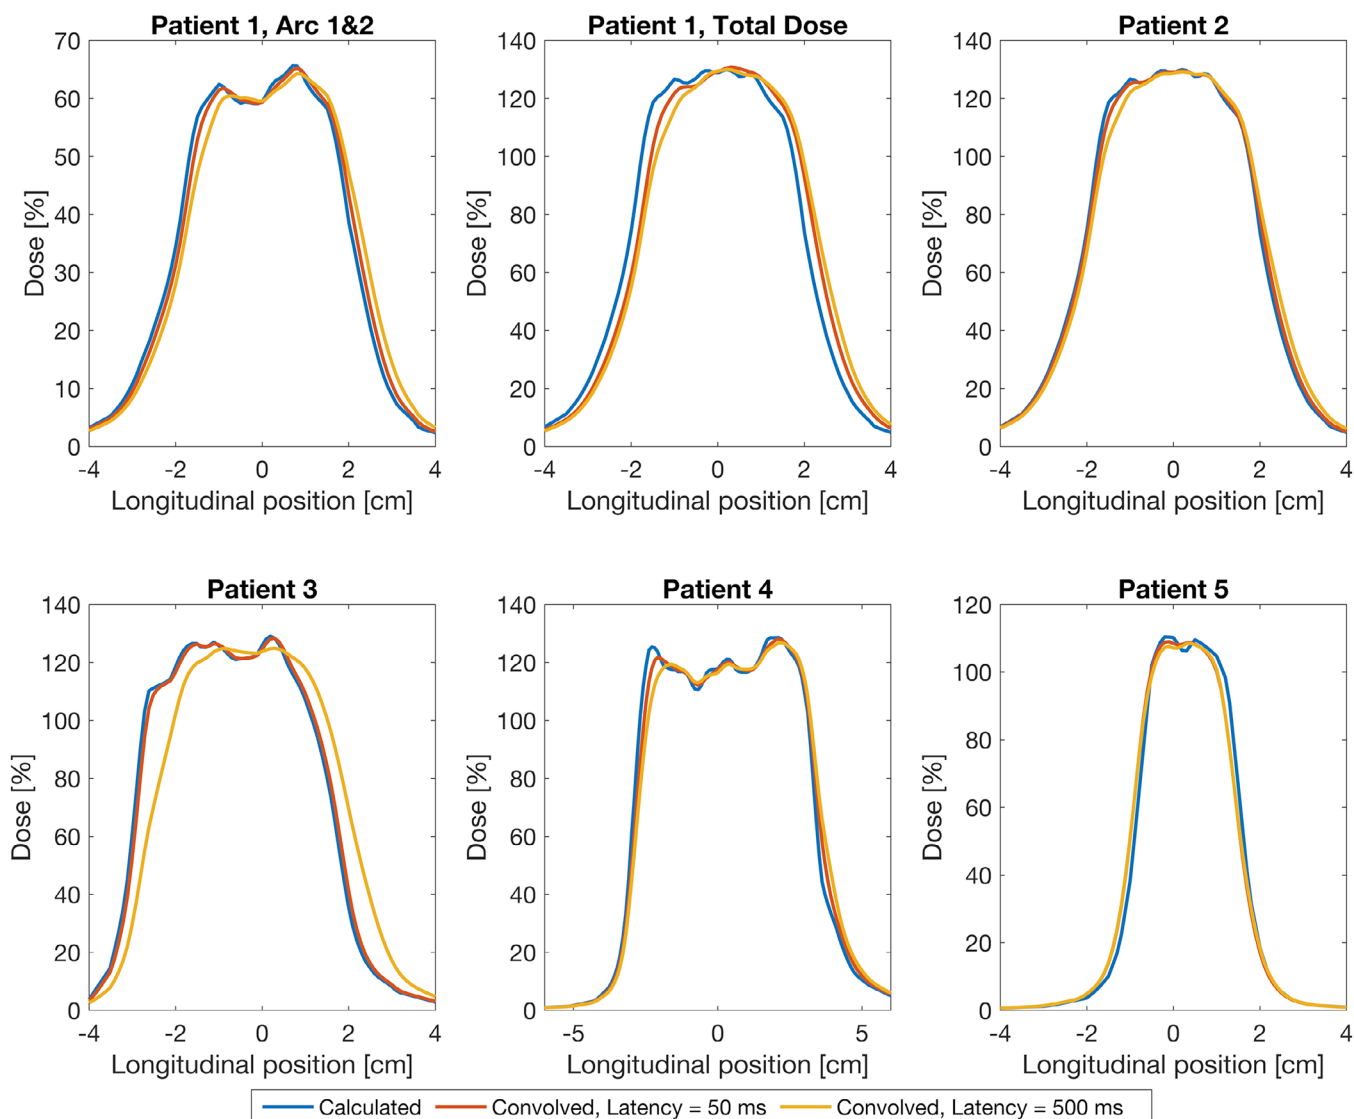 Patient 1, Arc 1&2
70
60
50
40
30
20
10
0
Dose [%]
-4 -2 0 2 4
Longitudinal position [cm]
Patient 1, Total Dose
140
120
100
80
60
40
20
0
Dose [%]
-4 -2 0 2 4
Longitudinal position [cm]
Patient 2
140
120
100
80
60
40
20
0
Dose [%]
-4 -2 0 2 4
Longitudinal position [cm]
Patient 3
140
120
100
80
60
40
20
0
Dose [%]
-4 -2 0 2 4
Longitudinal position [cm]
Patient 4
140
120
100
80
60
40
20
0
Dose [%]
-5 0 5
Longitudinal position [cm]
Patient 5
120
100
80
60
40
20
0
Dose [%]
-4 -2 0 2 4
Longitudinal position [cm]
Calculated Convolved, Latency = 50 ms Convolved, Latency = 500 ms